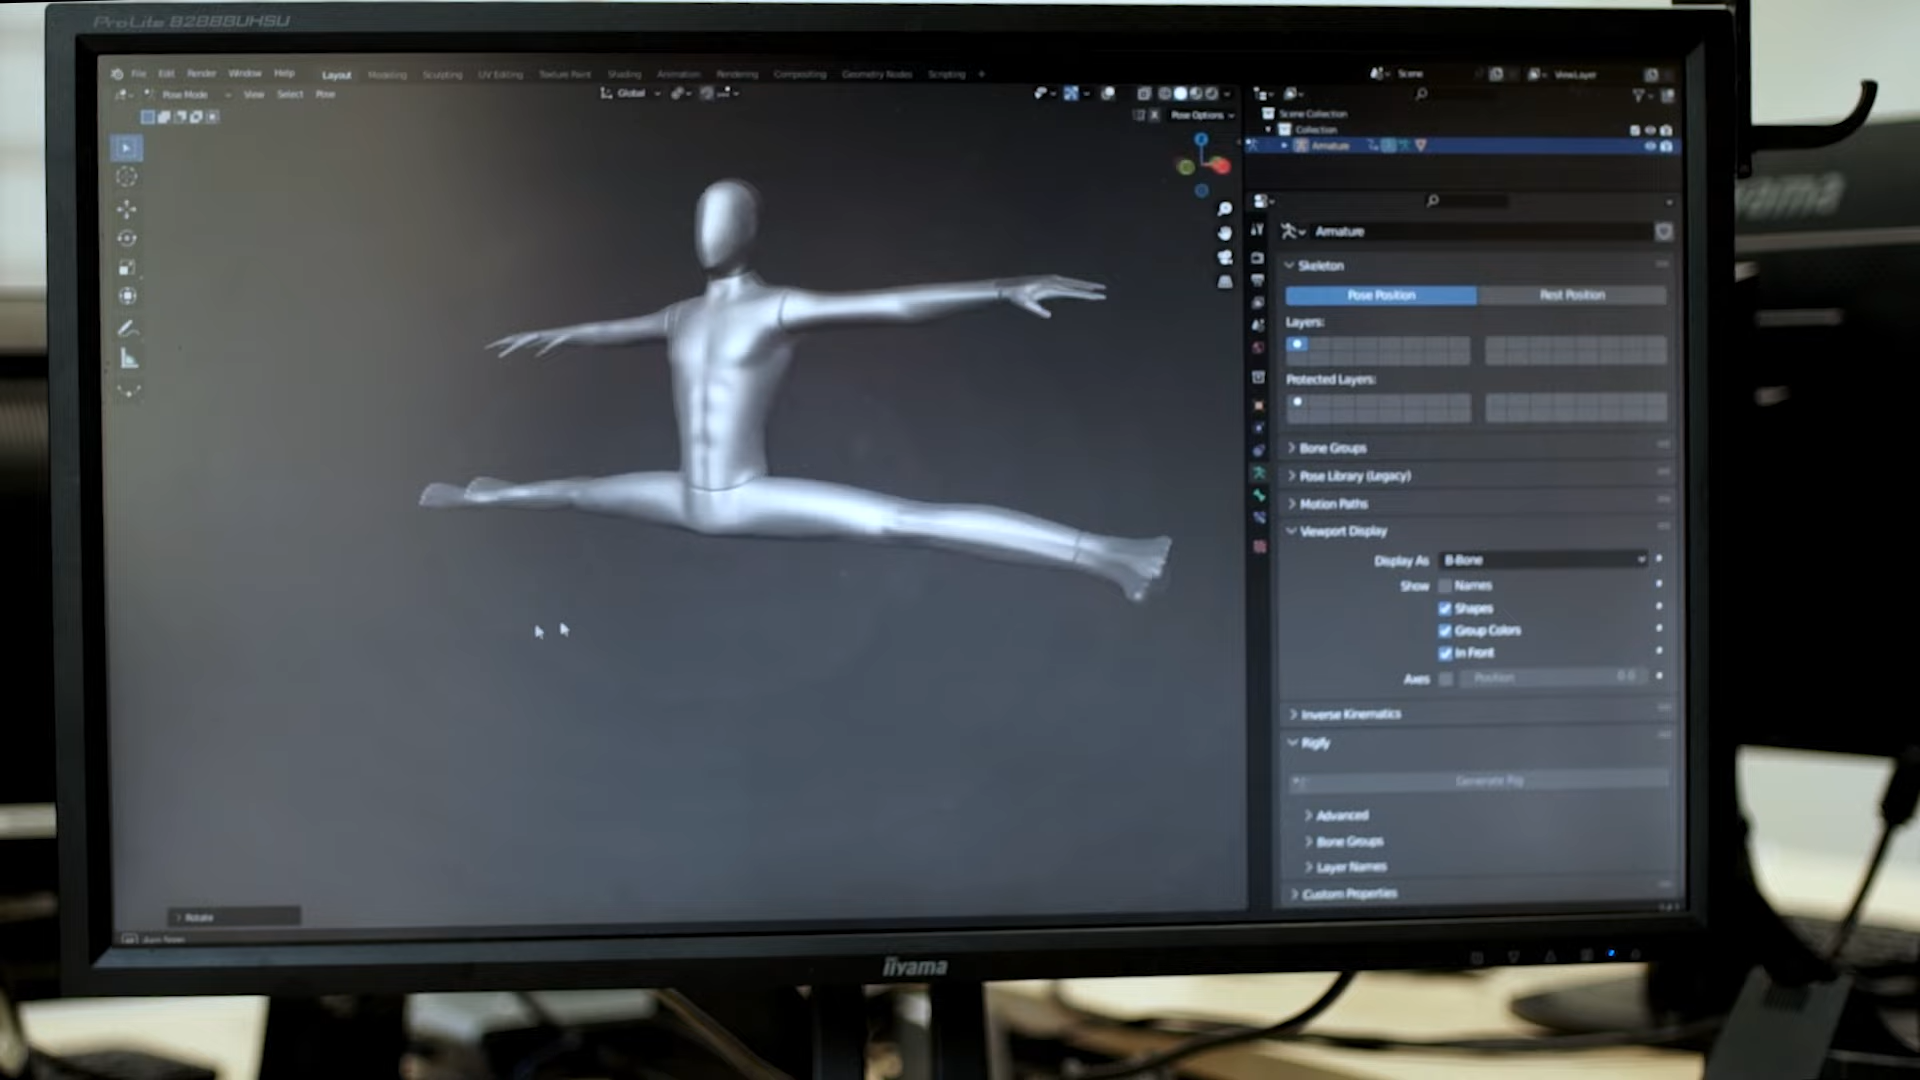 ProLite B2888UHSU
File Edit Render Window Help Layout Modeling Sculpting UV Editing Texture Paint Shading Animation Rendering Compositing Geometry Nodes Scripting +
Scene
ViewLayer
Pose Mode View Select Pose
Global
Pose Options
Scene Collection
Collection
Armature
Armature
Skeleton
Pose Position Rest Position
Layers:
Protected Layers:
Bone Groups
Pose Library (Legacy)
Motion Paths
Viewport Display
Display As B-Bone
Show Names
Shapes
Group Colors
In Front
Axes Position 0.0
Inverse Kinematics
Rigify
Generate Rig
Advanced
Bone Groups
Layer Names
Custom Properties
Rotate
iiyama